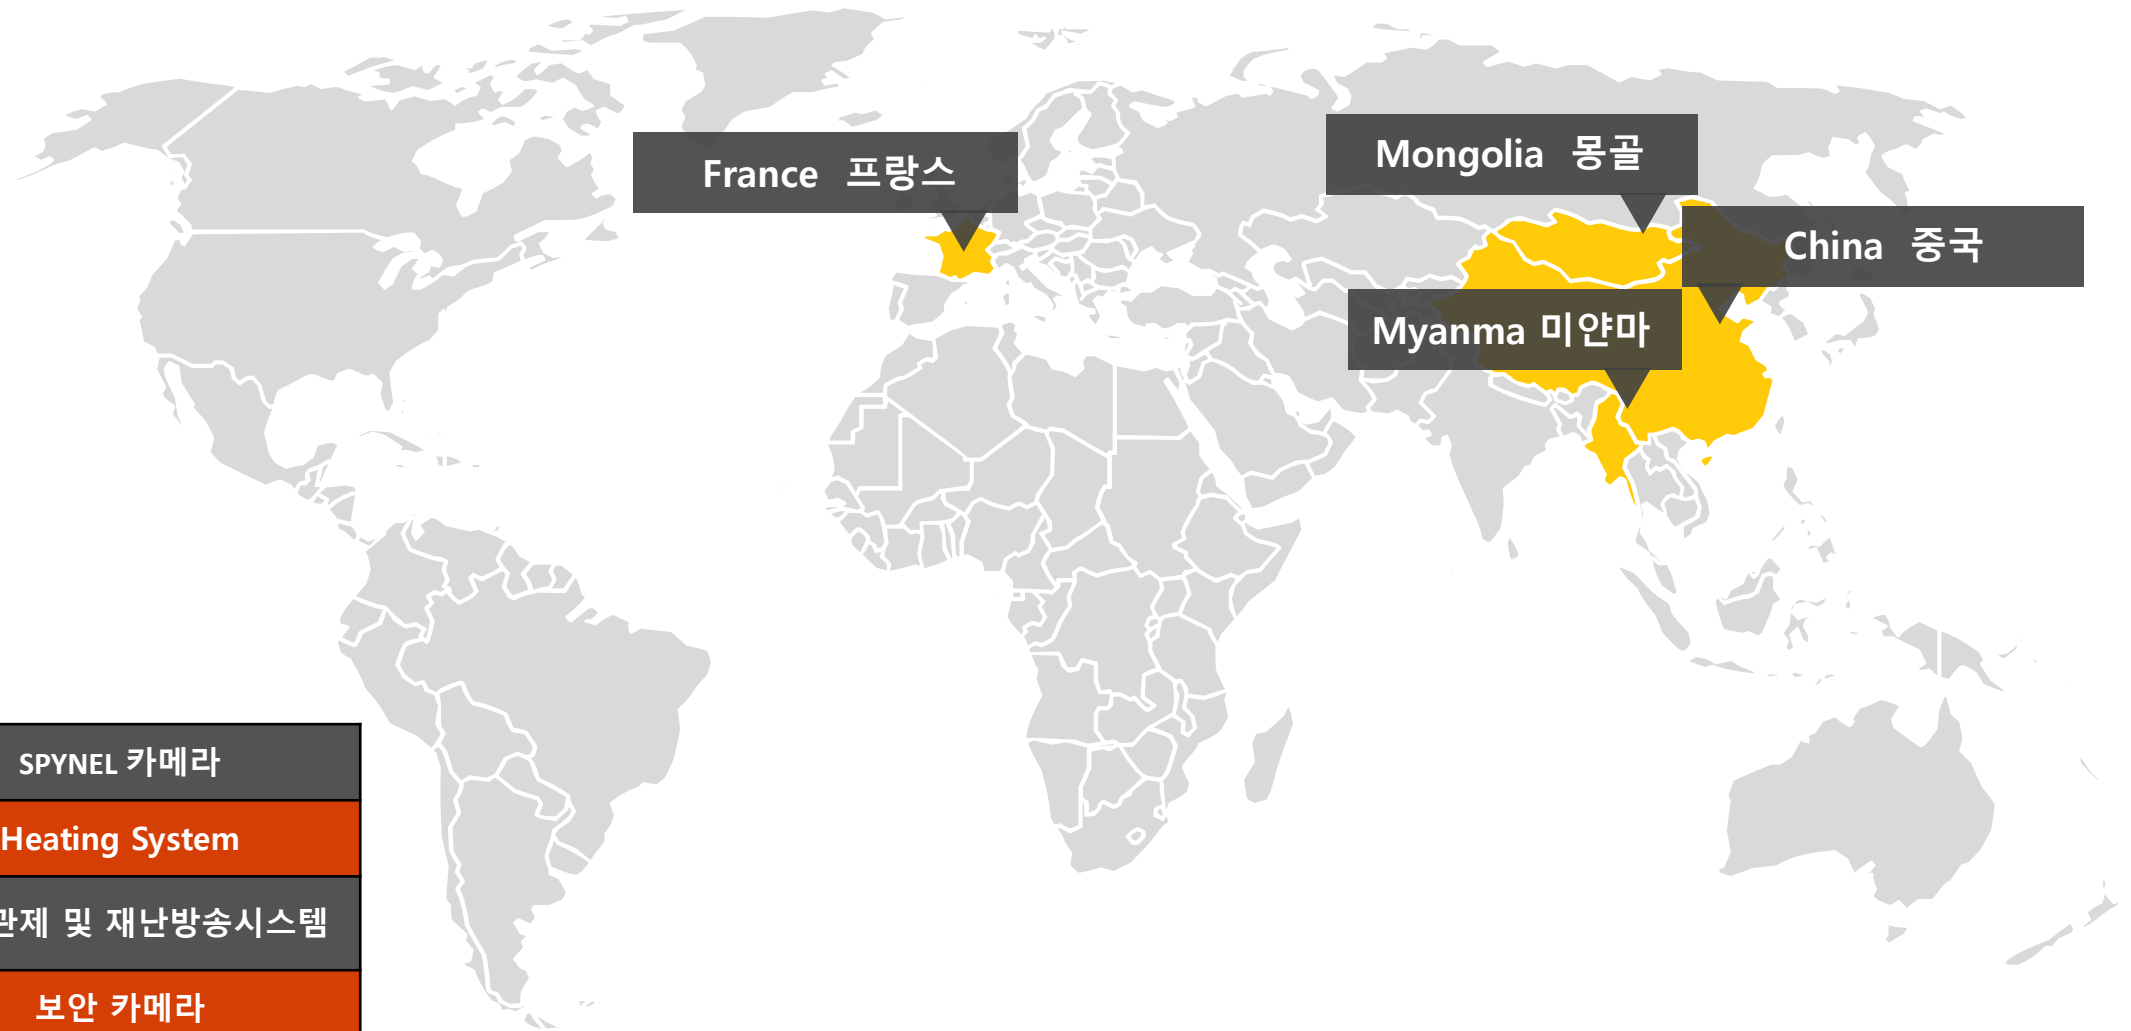 France 프랑스
Mongolia 몽골
China 중국
Myanma 미얀마
SPYNEL 카메라
Heating System
관제 및 재난방송시스템
보안 카메라